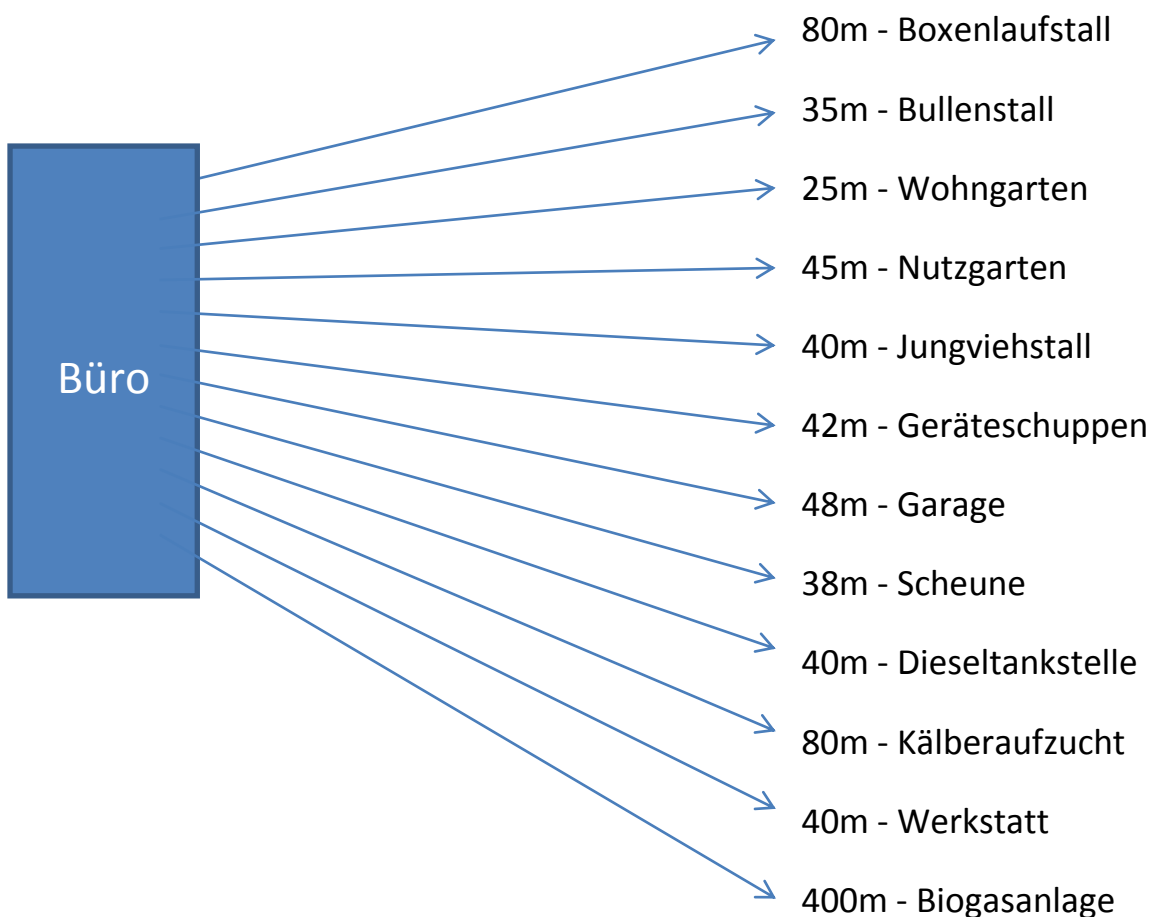 80m - Boxenlaufstall
35m - Bullenstall
25m - Wohngarten
45m - Nutzgarten
40m - Jungviehstall
Büro
42m - Geräteschuppen
48m - Garage
38m - Scheune
40m - Dieseltankstelle
80m - Kälberaufzucht
40m - Werkstatt
400m - Biogasanlage